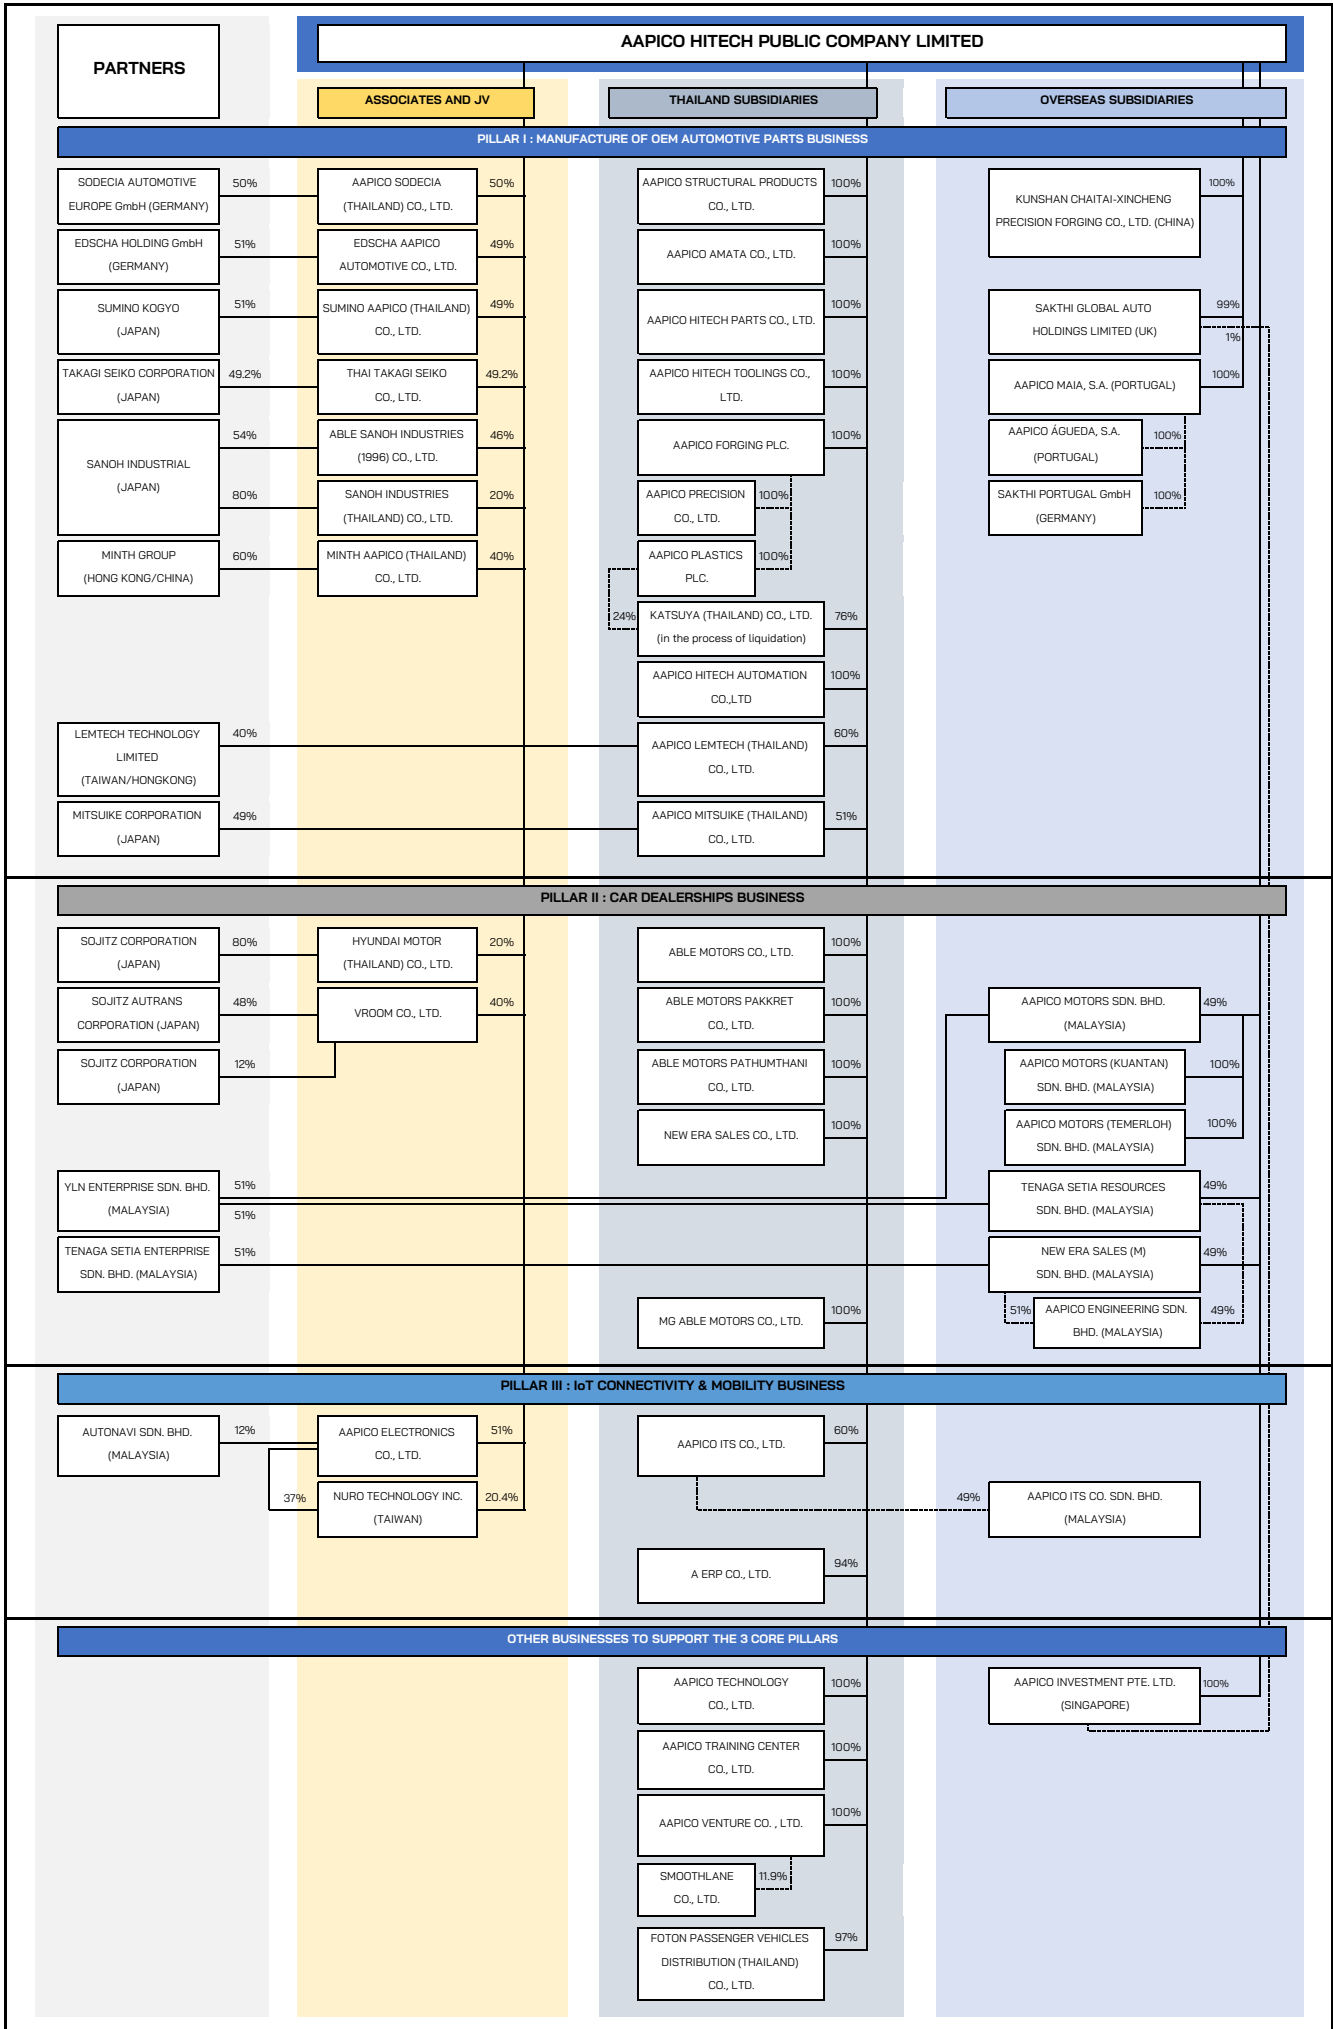 AAPICO HITECH PUBLIC COMPANY LIMITED
PARTNERS
ASSOCIATES AND JV
THAILAND SUBSIDIARIES
OVERSEAS SUBSIDIARIES
PILLAR I : MANUFACTURE OF OEM AUTOMOTIVE PARTS BUSINESS
SODECIA AUTOMOTIVE
EUROPE GmbH (GERMANY)
50%
AAPICO SODECIA
(THAILAND) CO., LTD.
50%
AAPICO STRUCTURAL PRODUCTS
CO., LTD.
100%
KUNSHAN CHAITAI-XINCHENG
PRECISION FORGING CO., LTD. (CHINA)
100%
EDSCHA HOLDING GmbH
(GERMANY)
51%
EDSCHA AAPICO
AUTOMOTIVE CO., LTD.
49%
AAPICO AMATA CO., LTD.
100%
SUMINO KOGYO
(JAPAN)
51%
SUMINO AAPICO (THAILAND)
CO., LTD.
49%
AAPICO HITECH PARTS CO., LTD.
100%
SAKTHI GLOBAL AUTO
HOLDINGS LIMITED (UK)
99%
1%
TAKAGI SEIKO CORPORATION
(JAPAN)
49.2%
THAI TAKAGI SEIKO
CO., LTD.
49.2%
AAPICO HITECH TOOLINGS CO.,
LTD.
100%
AAPICO MAIA, S.A. (PORTUGAL)
100%
SANOH INDUSTRIAL
(JAPAN)
54%
ABLE SANOH INDUSTRIES
(1996) CO., LTD.
46%
AAPICO FORGING PLC.
100%
AAPICO ÁGUEDA, S.A.
(PORTUGAL)
100%
80%
SANOH INDUSTRIES
(THAILAND) CO., LTD.
20%
AAPICO PRECISION
CO., LTD.
100%
SAKTHI PORTUGAL GmbH
(GERMANY)
100%
MINTH GROUP
(HONG KONG/CHINA)
60%
MINTH AAPICO (THAILAND)
CO., LTD.
40%
AAPICO PLASTICS
PLC.
100%
24%
KATSUYA (THAILAND) CO., LTD.
(in the process of liquidation)
76%
AAPICO HITECH AUTOMATION
CO.,LTD
100%
LEMTECH TECHNOLOGY
LIMITED
(TAIWAN/HONGKONG)
40%
AAPICO LEMTECH (THAILAND)
CO., LTD.
60%
MITSUIKE CORPORATION
(JAPAN)
49%
AAPICO MITSUIKE (THAILAND)
CO., LTD.
51%
PILLAR II : CAR DEALERSHIPS BUSINESS
SOJITZ CORPORATION
(JAPAN)
80%
HYUNDAI MOTOR
(THAILAND) CO., LTD.
20%
ABLE MOTORS CO., LTD.
100%
SOJITZ AUTRANS
CORPORATION (JAPAN)
48%
VROOM CO., LTD.
40%
ABLE MOTORS PAKKRET
CO., LTD.
100%
AAPICO MOTORS SDN. BHD.
(MALAYSIA)
49%
SOJITZ CORPORATION
(JAPAN)
12%
ABLE MOTORS PATHUMTHANI
CO., LTD.
100%
AAPICO MOTORS (KUANTAN)
SDN. BHD. (MALAYSIA)
100%
NEW ERA SALES CO., LTD.
100%
AAPICO MOTORS (TEMERLOH)
SDN. BHD. (MALAYSIA)
100%
YLN ENTERPRISE SDN. BHD.
(MALAYSIA)
51%
51%
TENAGA SETIA RESOURCES
SDN. BHD. (MALAYSIA)
49%
TENAGA SETIA ENTERPRISE
SDN. BHD. (MALAYSIA)
51%
NEW ERA SALES (M)
SDN. BHD. (MALAYSIA)
49%
MG ABLE MOTORS CO., LTD.
100%
51%
AAPICO ENGINEERING SDN.
BHD. (MALAYSIA)
49%
PILLAR III : IoT CONNECTIVITY & MOBILITY BUSINESS
AUTONAVI SDN. BHD.
(MALAYSIA)
12%
AAPICO ELECTRONICS
CO., LTD.
51%
AAPICO ITS CO., LTD.
60%
37%
NURO TECHNOLOGY INC.
(TAIWAN)
20.4%
49%
AAPICO ITS CO. SDN. BHD.
(MALAYSIA)
A ERP CO., LTD.
94%
OTHER BUSINESSES TO SUPPORT THE 3 CORE PILLARS
AAPICO TECHNOLOGY
CO., LTD.
100%
AAPICO INVESTMENT PTE. LTD.
(SINGAPORE)
100%
AAPICO TRAINING CENTER
CO., LTD.
100%
AAPICO VENTURE CO. , LTD.
100%
SMOOTHLANE
CO., LTD.
11.9%
FOTON PASSENGER VEHICLES
DISTRIBUTION (THAILAND)
CO., LTD.
97%